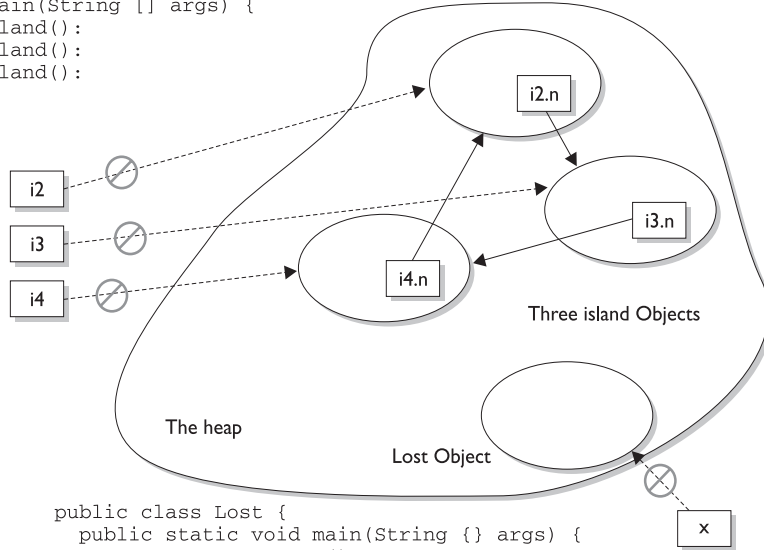 ain(String [] args) {
land():
land():
land():
i2.n
i2
i3.n
i3
i4.n
i4
Three island Objects
The heap
Lost Object
public class Lost {
x
public static void main(String {} args) {